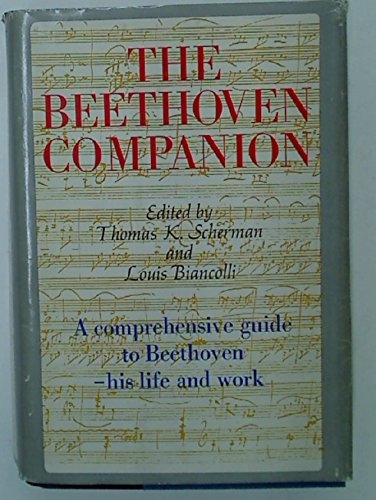 THE
BEETHOVEN
COMPANION
Edited by
Thomas K. Scherman
and
Louis Biancolli
A comprehensive guide
to Beethoven
–his life and work